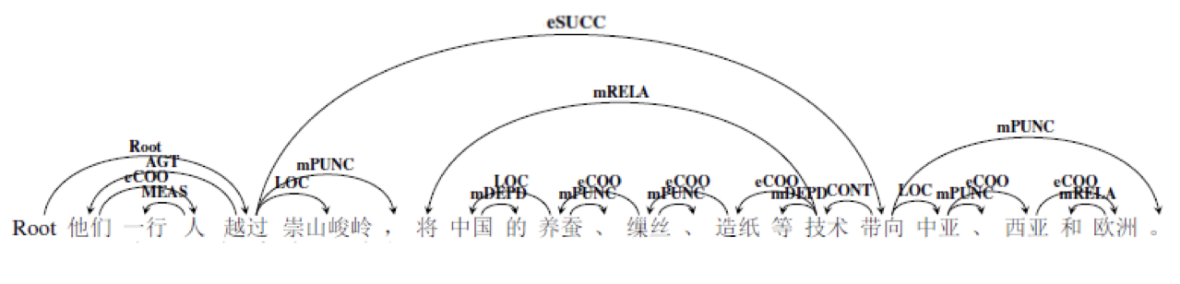 eSUCC
mRELA
mPUNC
Root
AGT
mPUNC
eCOO
LOC
MEAS
LOC
eCOO
eCOO
eCOO
eCOO
eCOO
mDEPD
mPUNC
mPUNC
mDEPD
CONT
LOC
mPUNC
mRELA
Root 他们 一行 人 越过 崇山峻岭 , 将 中国 的 养蚕 、 缫丝 、 造纸 等 技术 带向 中亚 、 西亚 和 欧洲 。